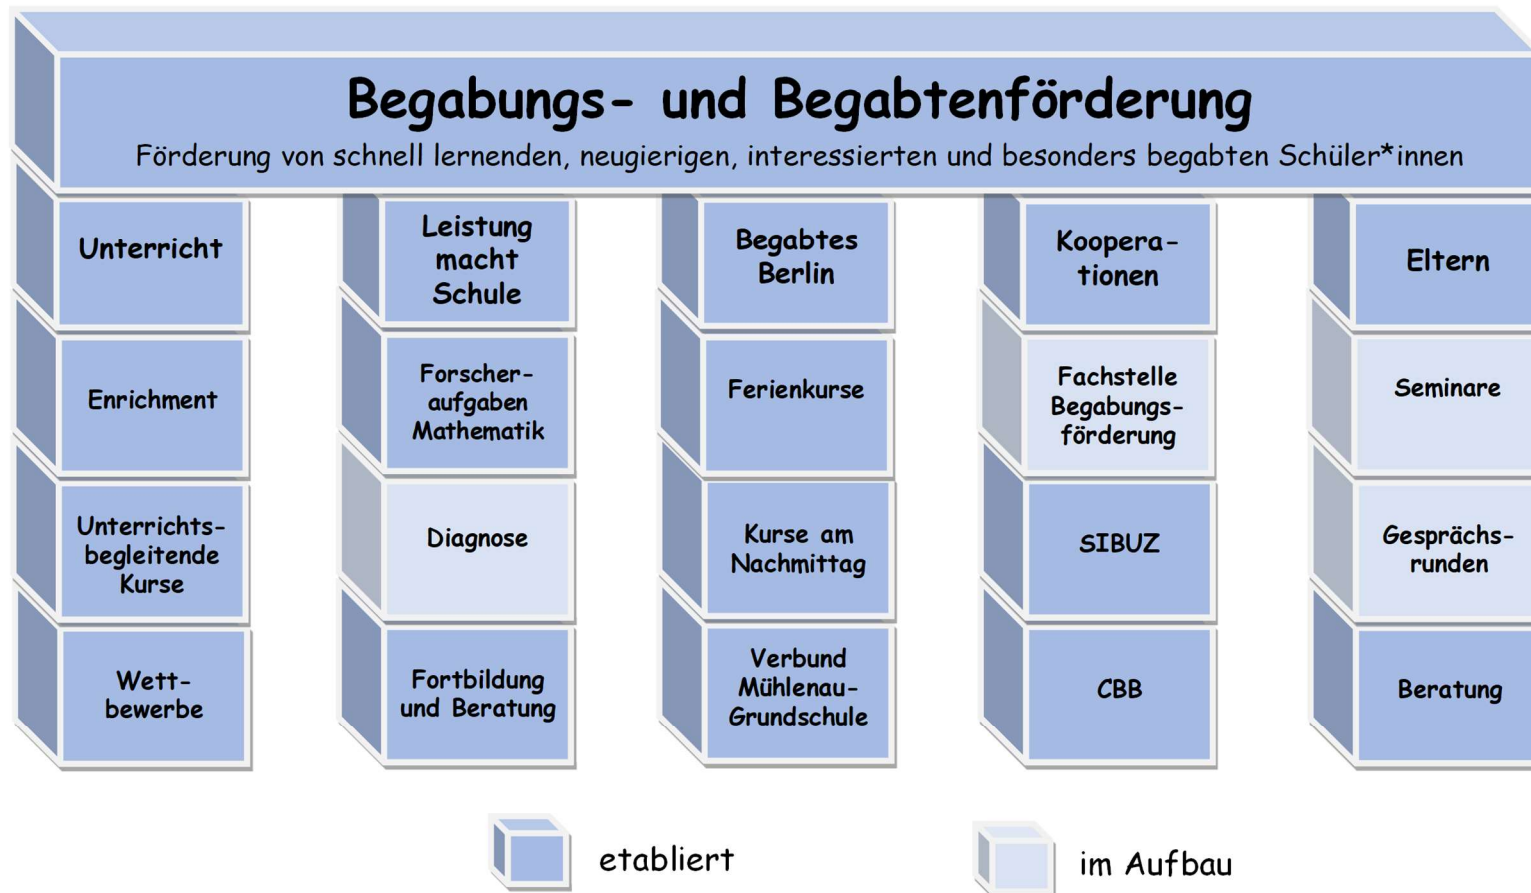 Begabungs- und Begabtenförderung
Förderung von schnell lernenden, neugierigen, interessierten und besonders begabten Schüler*innen
Unterricht
Enrichment
Unterrichts-
begleitende
Kurse
Wett-
bewerbe
Leistung
macht
Schule
Forscher-
aufgaben
Mathematik
Diagnose
Fortbildung
und Beratung
Begabtes
Berlin
Ferienkurse
Kurse am
Nachmittag
Verbund
Mühlenau-
Grundschule
Koopera-
tionen
Fachstelle
Begabungs-
förderung
SIBUZ
CBB
Eltern
Seminare
Gesprächs-
runden
Beratung
etabliert
im Aufbau